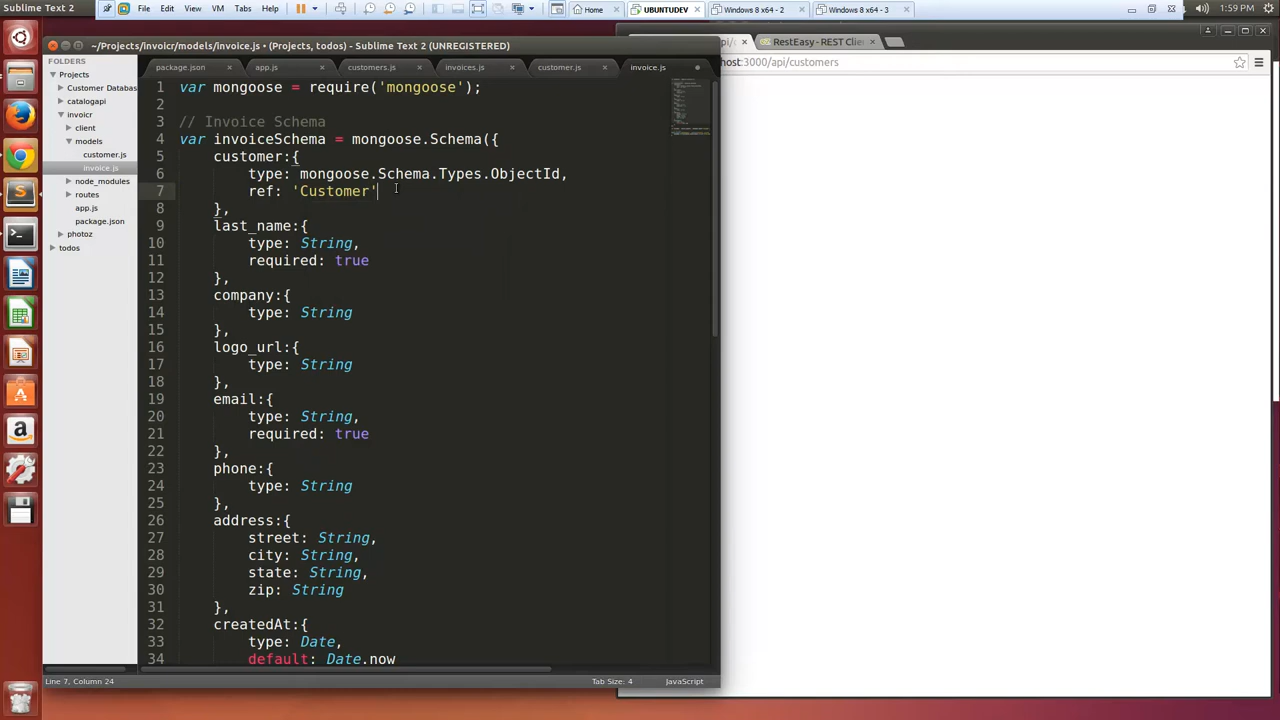 Sublime Text 2
File
Edit
View
VM
Tabs
Help
Home
UBUNTUDEV
Windows 8 x64 - 2
Windows 8 x64 - 3
1:59 PM
~/Projects/invoicr/models/invoice.js • (Projects, todos) - Sublime Text 2 (UNREGISTERED)
RestEasy - REST Clie
host:3000/api/customers
FOLDERS
Projects
Customer Databas
catalogapi
invoicr
client
models
customer.js
invoice.js
node_modules
routes
app.js
package.json
photoz
todos
package.json
app.js
customers.js
invoices.js
customer.js
invoice.js
1 var mongoose = require('mongoose');
2
3 // Invoice Schema
4 var invoiceSchema = mongoose.Schema({
5 customer:{
6 type: mongoose.Schema.Types.ObjectId,
7 ref: 'Customer'
8 },
9 last_name:{
10 type: String,
11 required: true
12 },
13 company:{
14 type: String
15 },
16 logo_url:{
17 type: String
18 },
19 email:{
20 type: String,
21 required: true
22 },
23 phone:{
24 type: String
25 },
26 address:{
27 street: String,
28 city: String,
29 state: String,
30 zip: String
31 },
32 createdAt:{
33 type: Date,
34 default: Date.now
Line 7, Column 24
Tab Size: 4
JavaScript